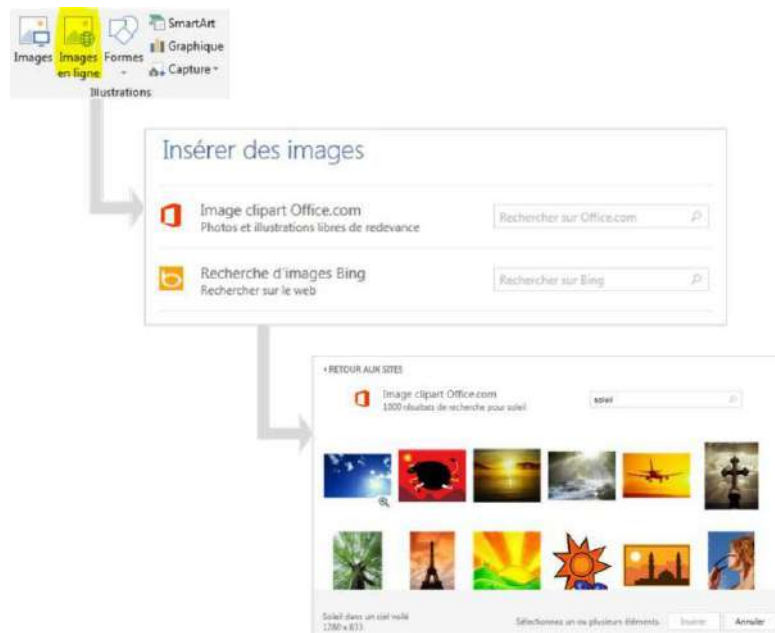 SmartArt
Graphique
Capture
Images Images Formes
en ligne
Illustrations
Insérer des images
Image clipart Office.com
Photos et illustrations libres de redevance
Rechercher sur Office.com
Recherche d'images Bing
Rechercher sur le web
Rechercher sur Bing
RETOUR AUX SITES
Image clipart Office.com
1000 résultats de recherche pour soleil
soleil
Soleil dans un ciel voilé
1280 x 833
Sélectionnez un ou plusieurs éléments.
Insérer
Annuler